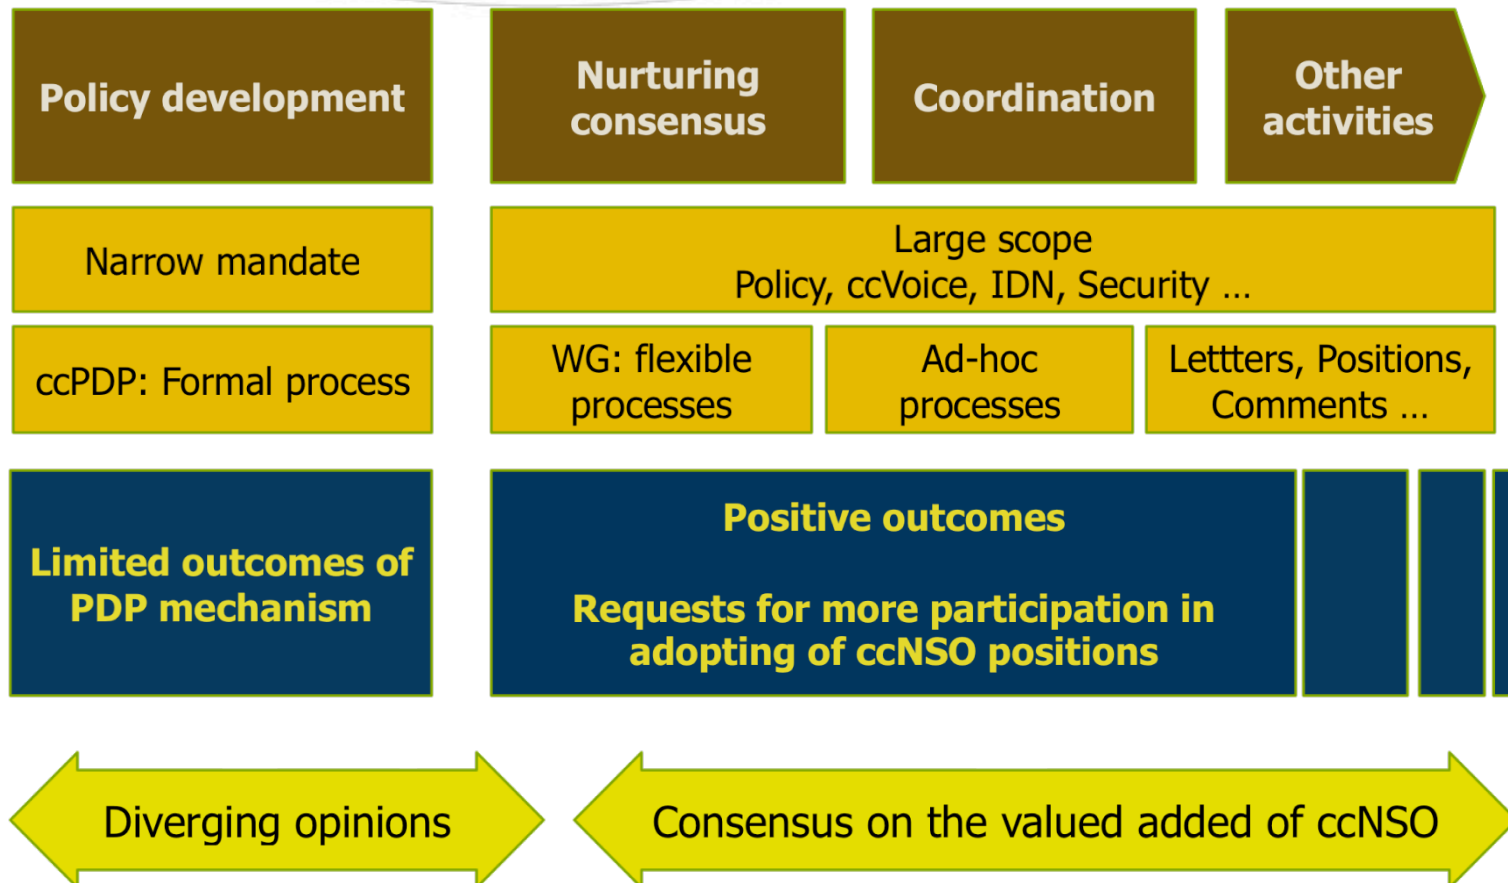 Policy development
Nurturing
consensus
Coordination
Other
activities
Narrow mandate
Large scope
Policy, ccVoice, IDN, Security ...
ccPDP: Formal process
WG: flexible
processes
Ad-hoc
processes
Lettters, Positions,
Comments ...
Limited outcomes of
PDP mechanism
Positive outcomes
Requests for more participation in
adopting of ccNSO positions
Diverging opinions
Consensus on the valued added of ccNSO